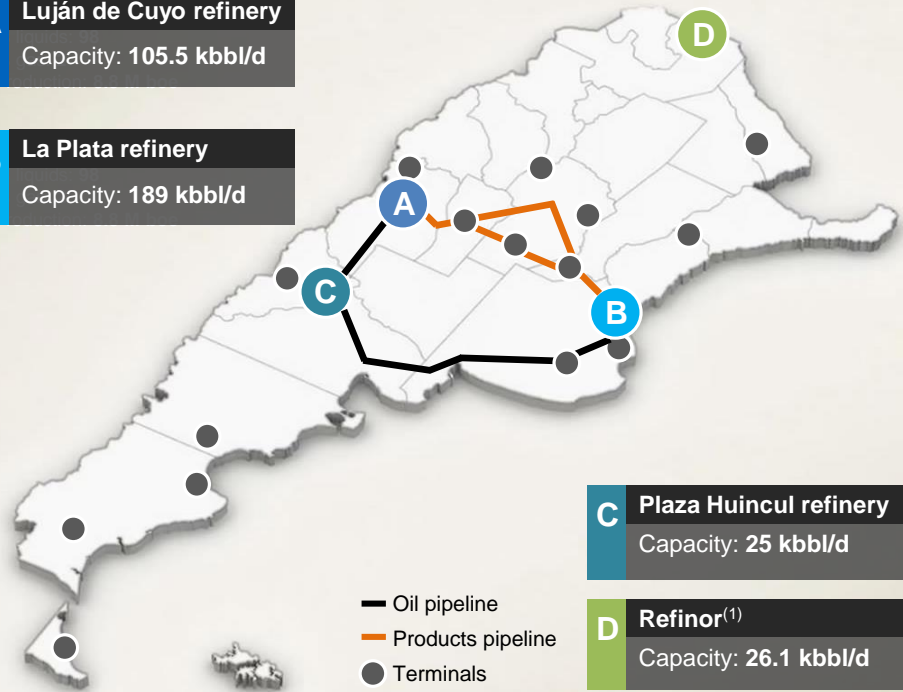 Luján de Cuyo refinery
Capacity: 105.5 kbbl/d
La Plata refinery
Capacity: 189 kbbl/d
D
A
C
B
C
Plaza Huincul refinery
Capacity: 25 kbbl/d
Oil pipeline
Products pipeline
Terminals
D
Refinor(1)
Capacity: 26.1 kbbl/d